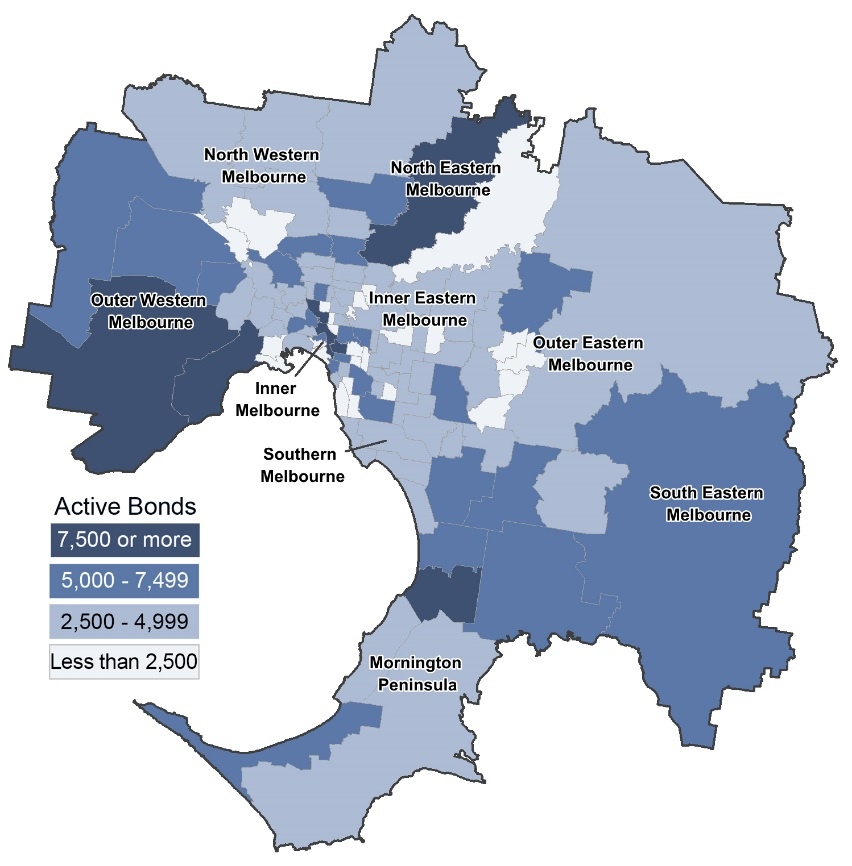 North Western
Melbourne
North Eastern
Melbourne
Outer Western
Melbourne
Inner Eastern
Melbourne
Outer Eastern
Melbourne
Inner
Melbourne
Southern
Melbourne
South Eastern
Melbourne
Active Bonds
7,500 or more
5,000 - 7,499
2,500 - 4,999
Less than 2,500
Mornington
Peninsula